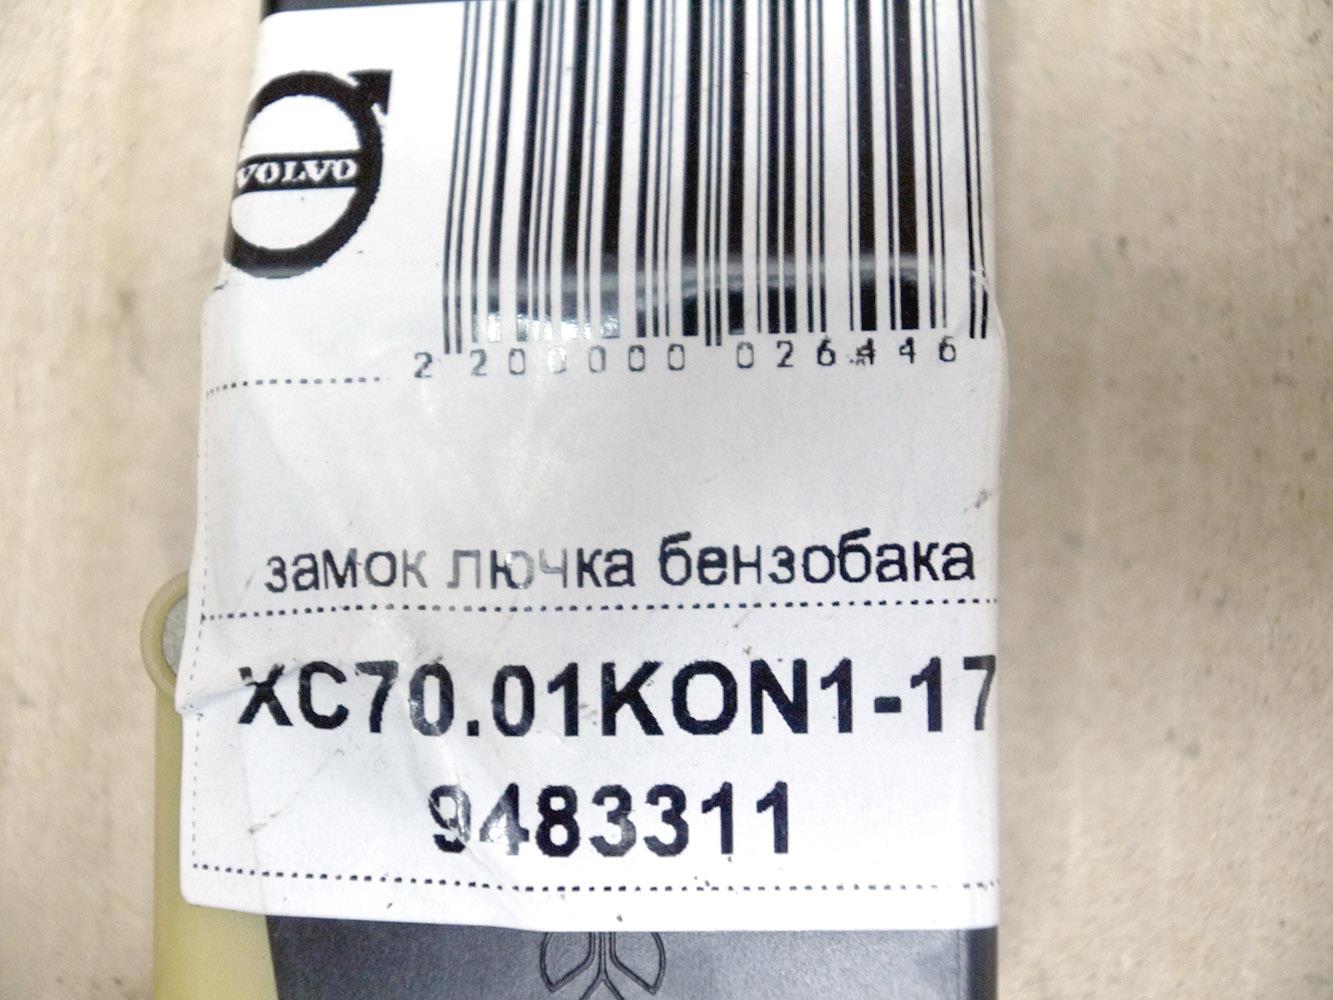 VOLVO
2 200000 026446
замок лючка бензобака
XC70.01KON1-17
9483311